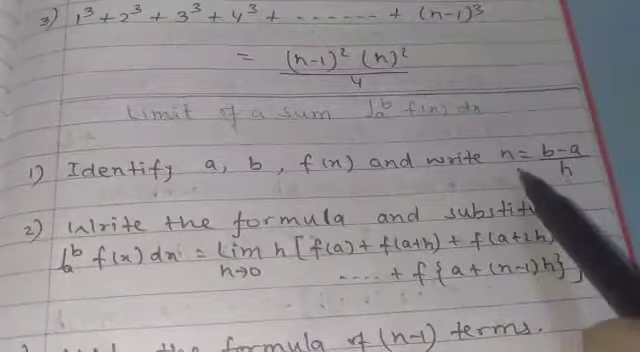 3) 1³ + 2³ + 3³ + 4³ + ...... + (n-1)³
= (n-1)² (n)² / 4
Limit of a sum ∫ₐᵇ f(x) dx
1) Identify a, b, f(x) and write n = b-a / h
2) Write the formula and
∫ₐᵇ f(x) dx = lim h→0 h [ f(a) + f(a+h) + f(a+2h)
..... + f{a+(n-1)h}]
the formula of (n-1) terms.